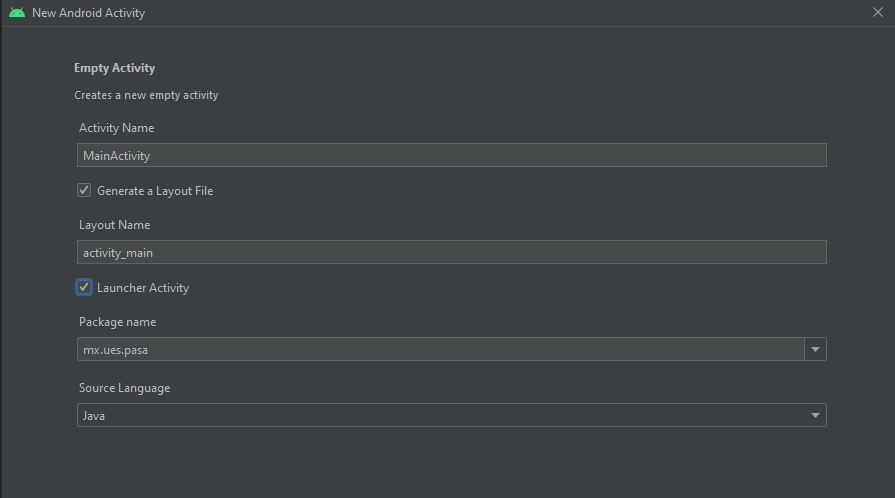 New Android Activity
Empty Activity
Creates a new empty activity
Activity Name
MainActivity
Generate a Layout File
Layout Name
activity_main
Launcher Activity
Package name
mx.ues.pasa
Source Language
Java